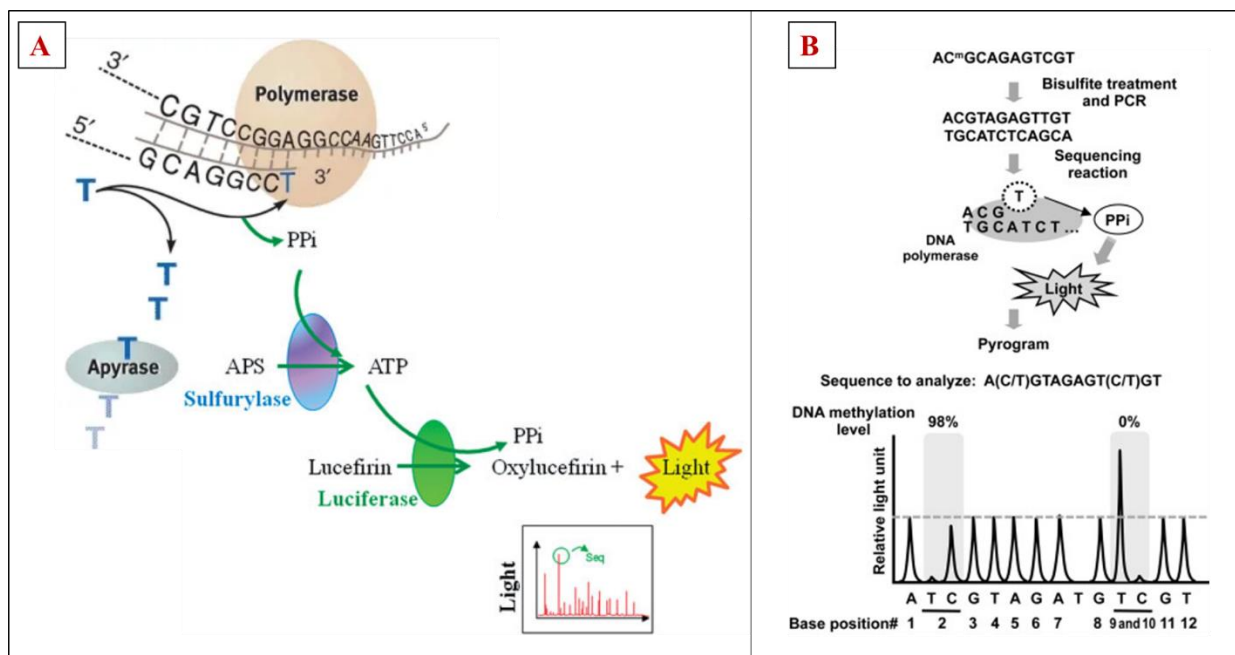 A
3'
5'
CGTCCGGAGGCCAAGTTCCA 5'
GCAGGCCT 3'
Polymerase
T
PPi
T
T
T
Apyrase
T
T
APS
ATP
Sulfurylase
PPi
Lucefirin
Oxylucefirin +
Light
Luciferase
Light
Seq
B
ACmGCAGAGTCGT
Bisulfite treatment
and PCR
ACGTAGAGTTGT
TGCATCTCAGCA
Sequencing
reaction
T
A C G
T G C A T C T ...
PPi
DNA
polymerase
Light
Pyrogram
Sequence to analyze: A(C/T)GTAGAGT(C/T)GT
DNA methylation
level
98%
0%
Relative light unit
A T C G T A G A T G T C G T
Base position# 1 2 3 4 5 6 7 8 9 and 10 11 12